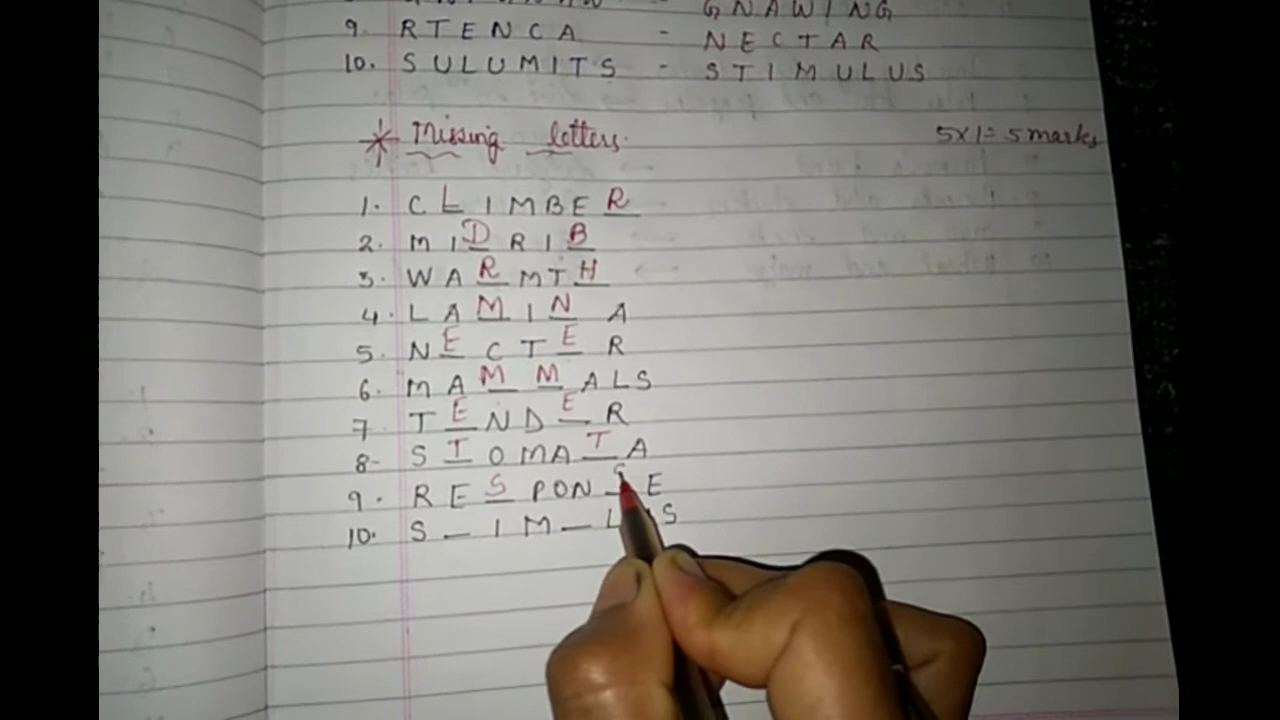 GNAWING
9. RTENCA - NECTAR
10. SULUMITS - STIMULUS
* Missing letters. 5x1=5 marks
1. CLIMBER
2. MIDRIB
3. WARMTH
4. LAMINA
5. NECTER
6. MAMMALS
7 TENDER
8- STOMATA
9. RESPONSE
10. S_IM_LUS